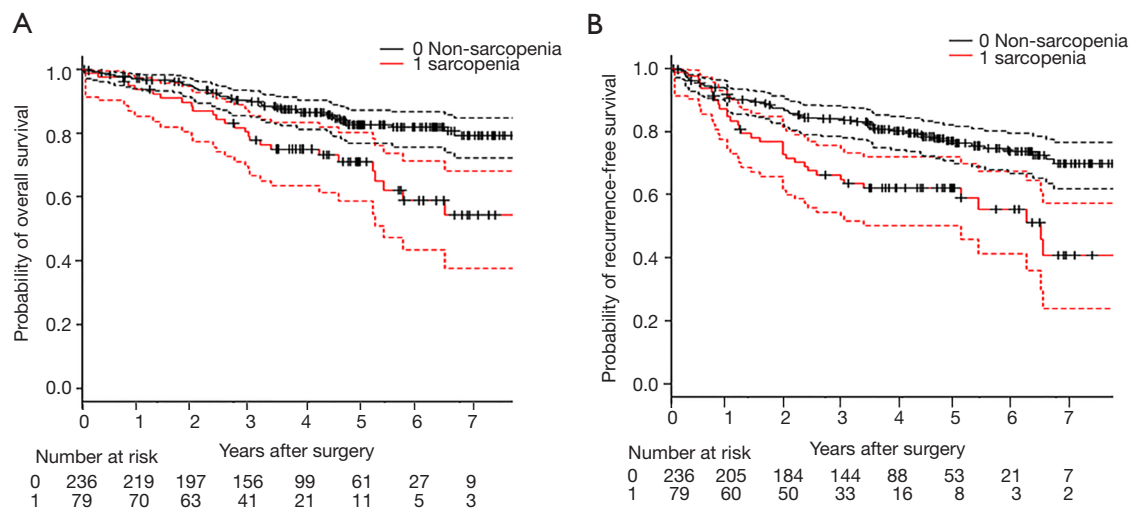 A
0 Non-sarcopenia
1 sarcopenia
Probability of overall survival
1.0
0.8
0.6
0.4
0.2
0.0
0 1 2 3 4 5 6 7
Years after surgery
Number at risk
0 236 219 197 156 99 61 27 9
1 79 70 63 41 21 11 5 3
B
0 Non-sarcopenia
1 sarcopenia
Probability of recurrence-free survival
1.0
0.8
0.6
0.4
0.2
0.0
0 1 2 3 4 5 6 7
Years after surgery
Number at risk
0 236 205 184 144 88 53 21 7
1 79 60 50 33 16 8 3 2